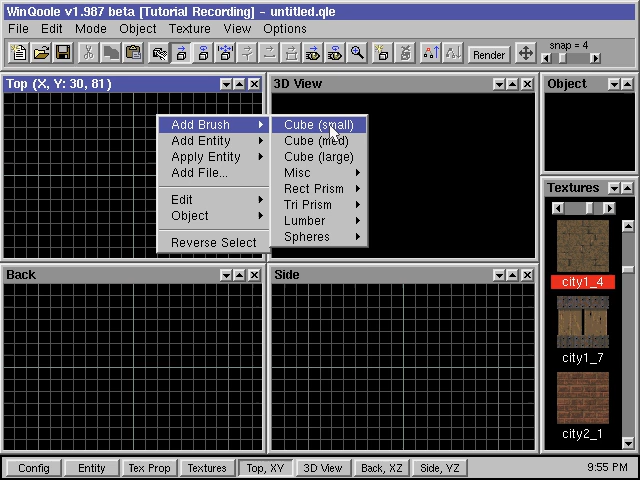 WinQoole v1.987 beta [Tutorial Recording] - untitled.qle
File Edit Mode Object Texture View Options
Render
snap = 4
Top (X, Y: 30, 81)
3D View
Object
Add Brush
Add Entity
Apply Entity
Add File...
Edit
Object
Reverse Select
Cube (small)
Cube (med)
Cube (large)
Misc
Rect Prism
Tri Prism
Lumber
Spheres
Textures
city1_4
city1_7
city2_1
Back
Side
Config Entity Tex Prop Textures Top, XY 3D View Back, XZ Side, YZ 9:55 PM